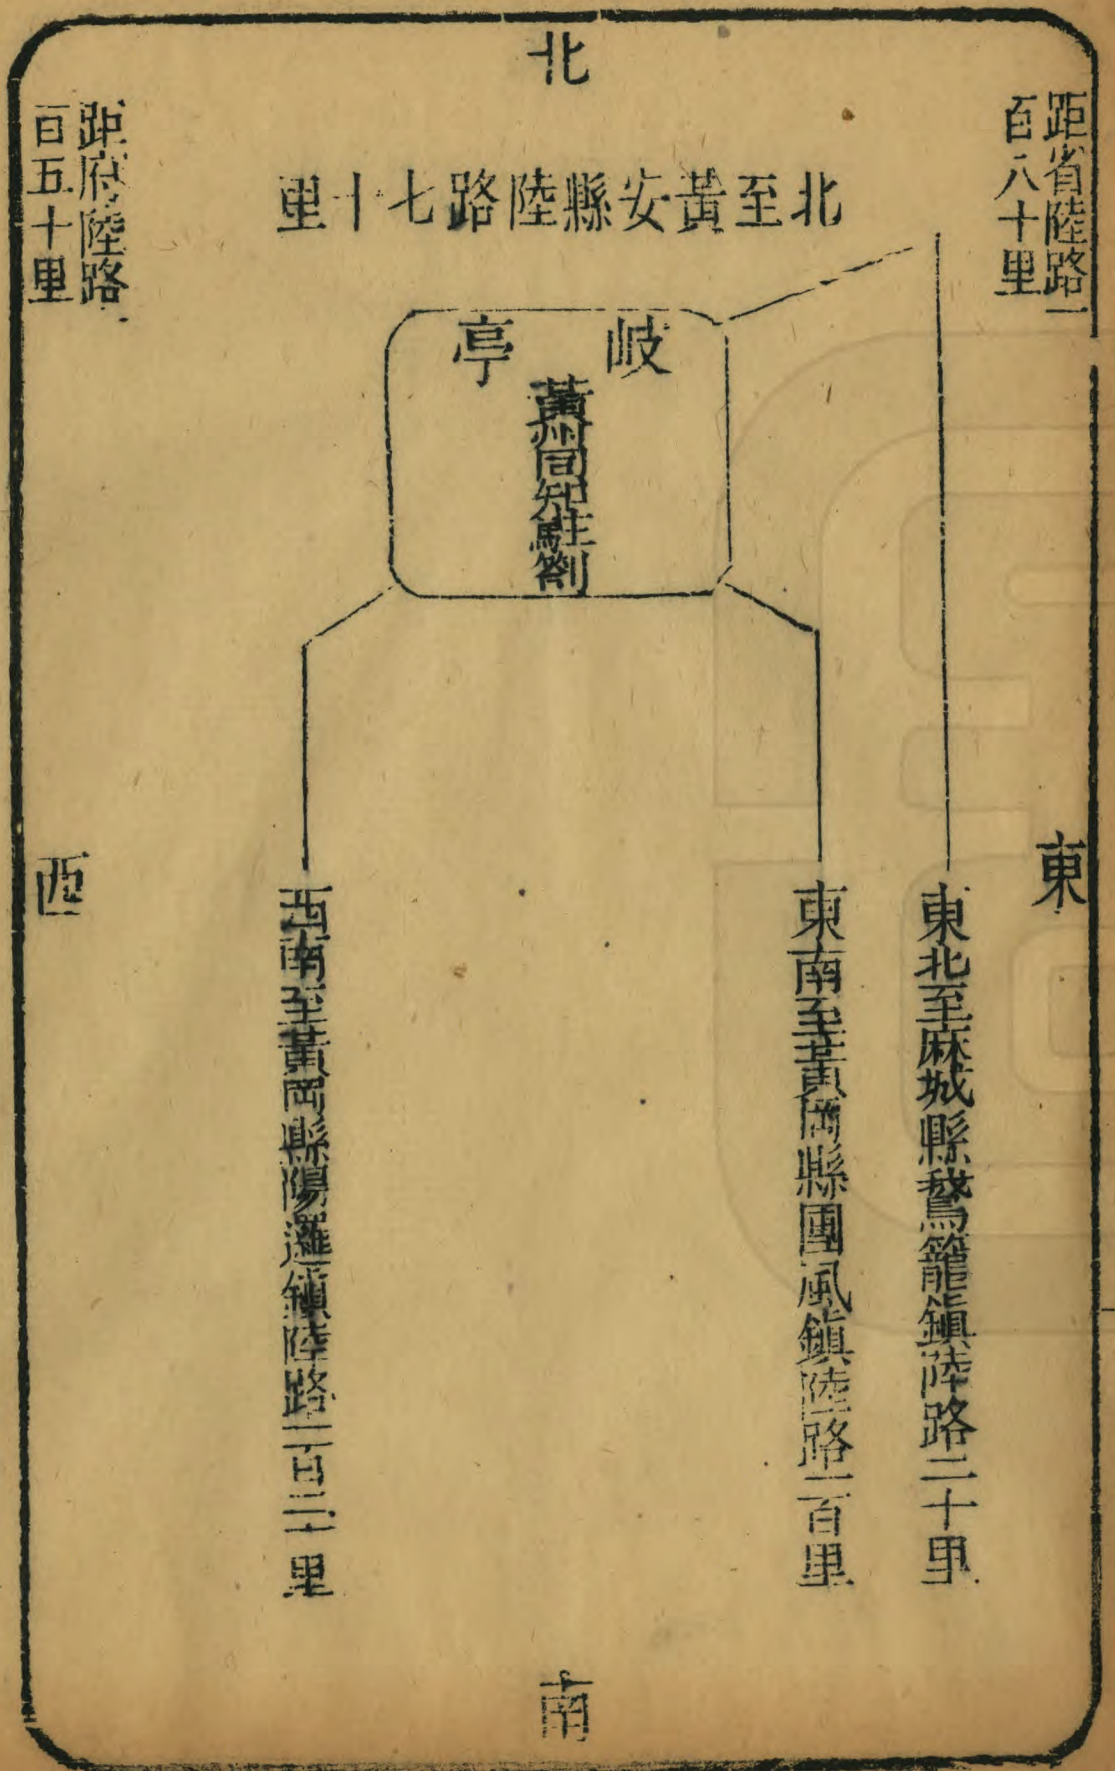 北
距省陸路一
百八十里
北至黃安縣陸路七十里
距府陸路一
百五十里
岐亭
黃州同知駐劄
東
東北至麻城縣鵞籠鎮陸路二十里
東南至黃岡縣團風鎮陸路一百里
西南至黃岡縣陽邏鎮陸路一百二十里
西
南